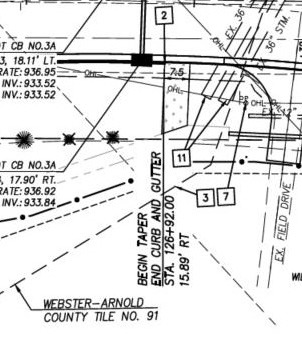 2
OT CB NO.3A
3, 18.11' LT.
RATE: 936.95
INV.: 933.52
INV.: 933.52
7.5
EX. 36"
EX. 36" STM.
OHL
OHL
OHL
OHL
11
3
7
OT CB NO.3A
17.90' RT.
RATE: 936.92
INV.: 933.84
BEGIN TAPER
END CURB AND GUTTER
STA. 126+92.00
15.89' RT
EX. FIELD DRIVE
WEBSTER-ARNOLD
COUNTY TILE NO. 91